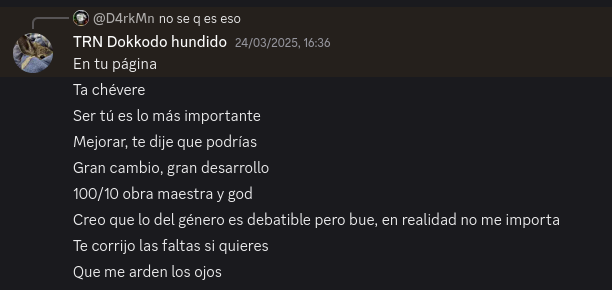 @D4rkMn no se q es eso
TRN Dokkodo hundido 24/03/2025, 16:36
En tu página
Ta chévere
Ser tú es lo más importante
Mejorar, te dije que podrías
Gran cambio, gran desarrollo
100/10 obra maestra y god
Creo que lo del género es debatible pero bue, en realidad no me importa
Te corrijo las faltas si quieres
Que me arden los ojos